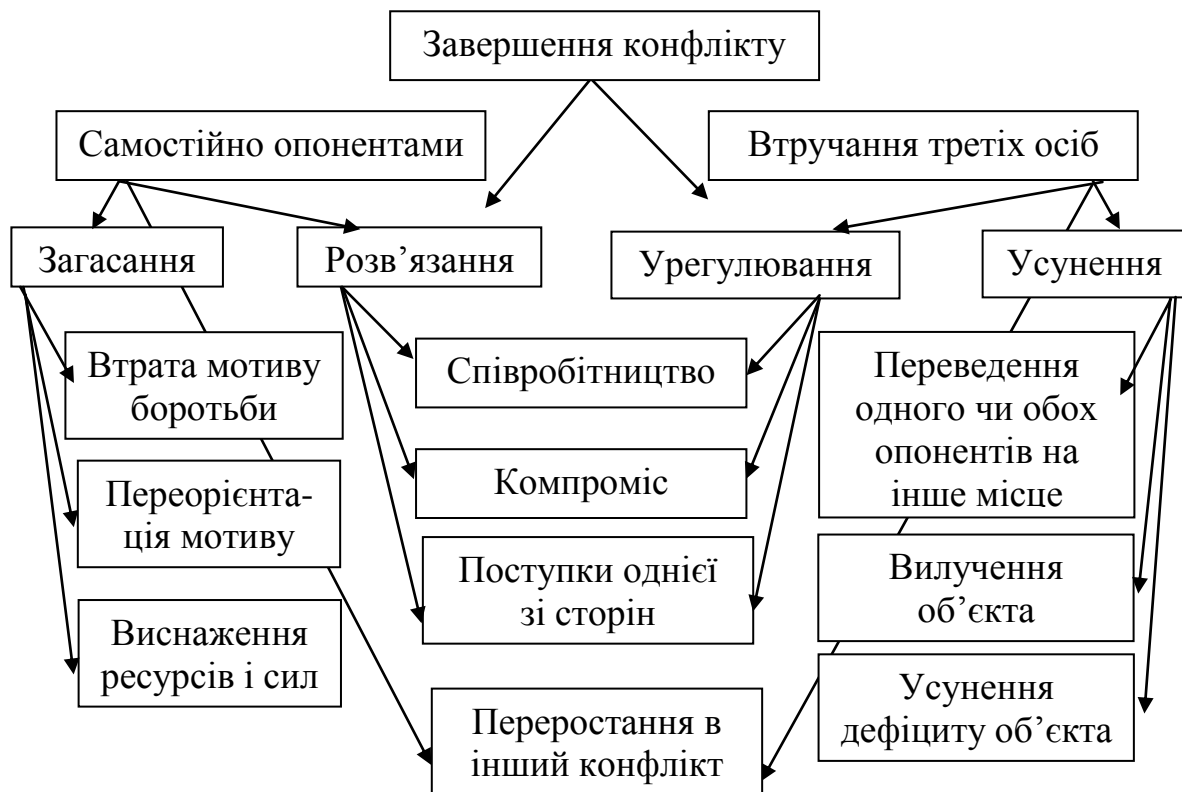 Завершення конфлікту
Самостійно опонентами
Втручання третіх осіб
Загасання
Розв’язання
Урегулювання
Усунення
Втрата мотиву
боротьби
Переорієнта-
ція мотиву
Виснаження
ресурсів і сил
Співробітництво
Компроміс
Поступки однієї
зі сторін
Переростання в
інший конфлікт
Переведення
одного чи обох
опонентів на
інше місце
Вилучення
об’єкта
Усунення
дефіциту об’єкта